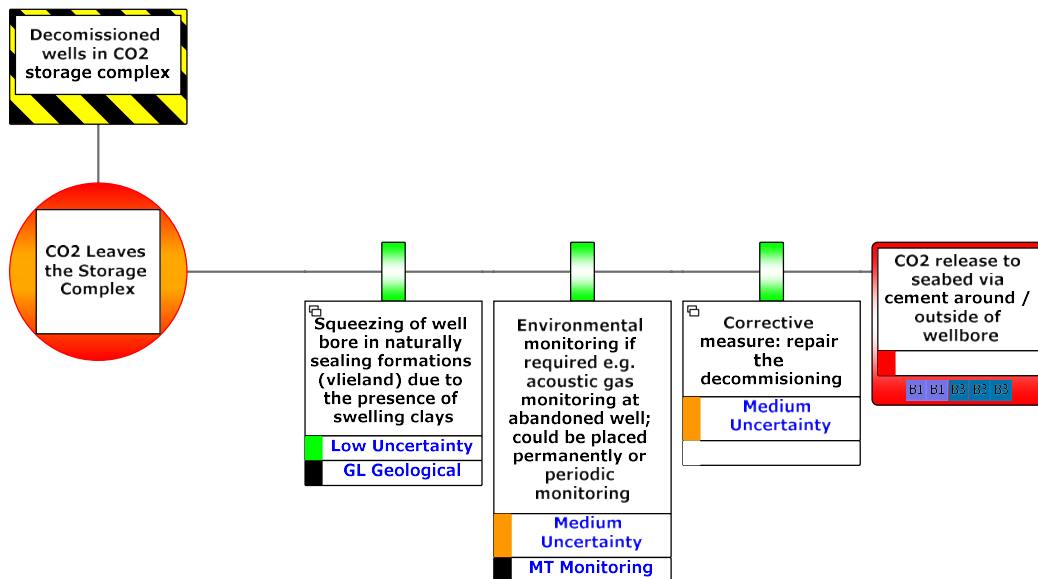 Decomissioned
wells in CO2
storage complex
CO2 Leaves
the Storage
Complex
Squeezing of well
bore in naturally
sealing formations
(vlieland) due to
the presence of
swelling clays
Low Uncertainty
GL Geological
Environmental
monitoring if
required e.g.
acoustic gas
monitoring at
abandoned well;
could be placed
permanently or
periodic
monitoring
Medium
Uncertainty
MT Monitoring
Corrective
measure: repair
the
decommisioning
Medium
Uncertainty
CO2 release to
seabed via
cement around /
outside of
wellbore
B1 B1 B3 B3 B3